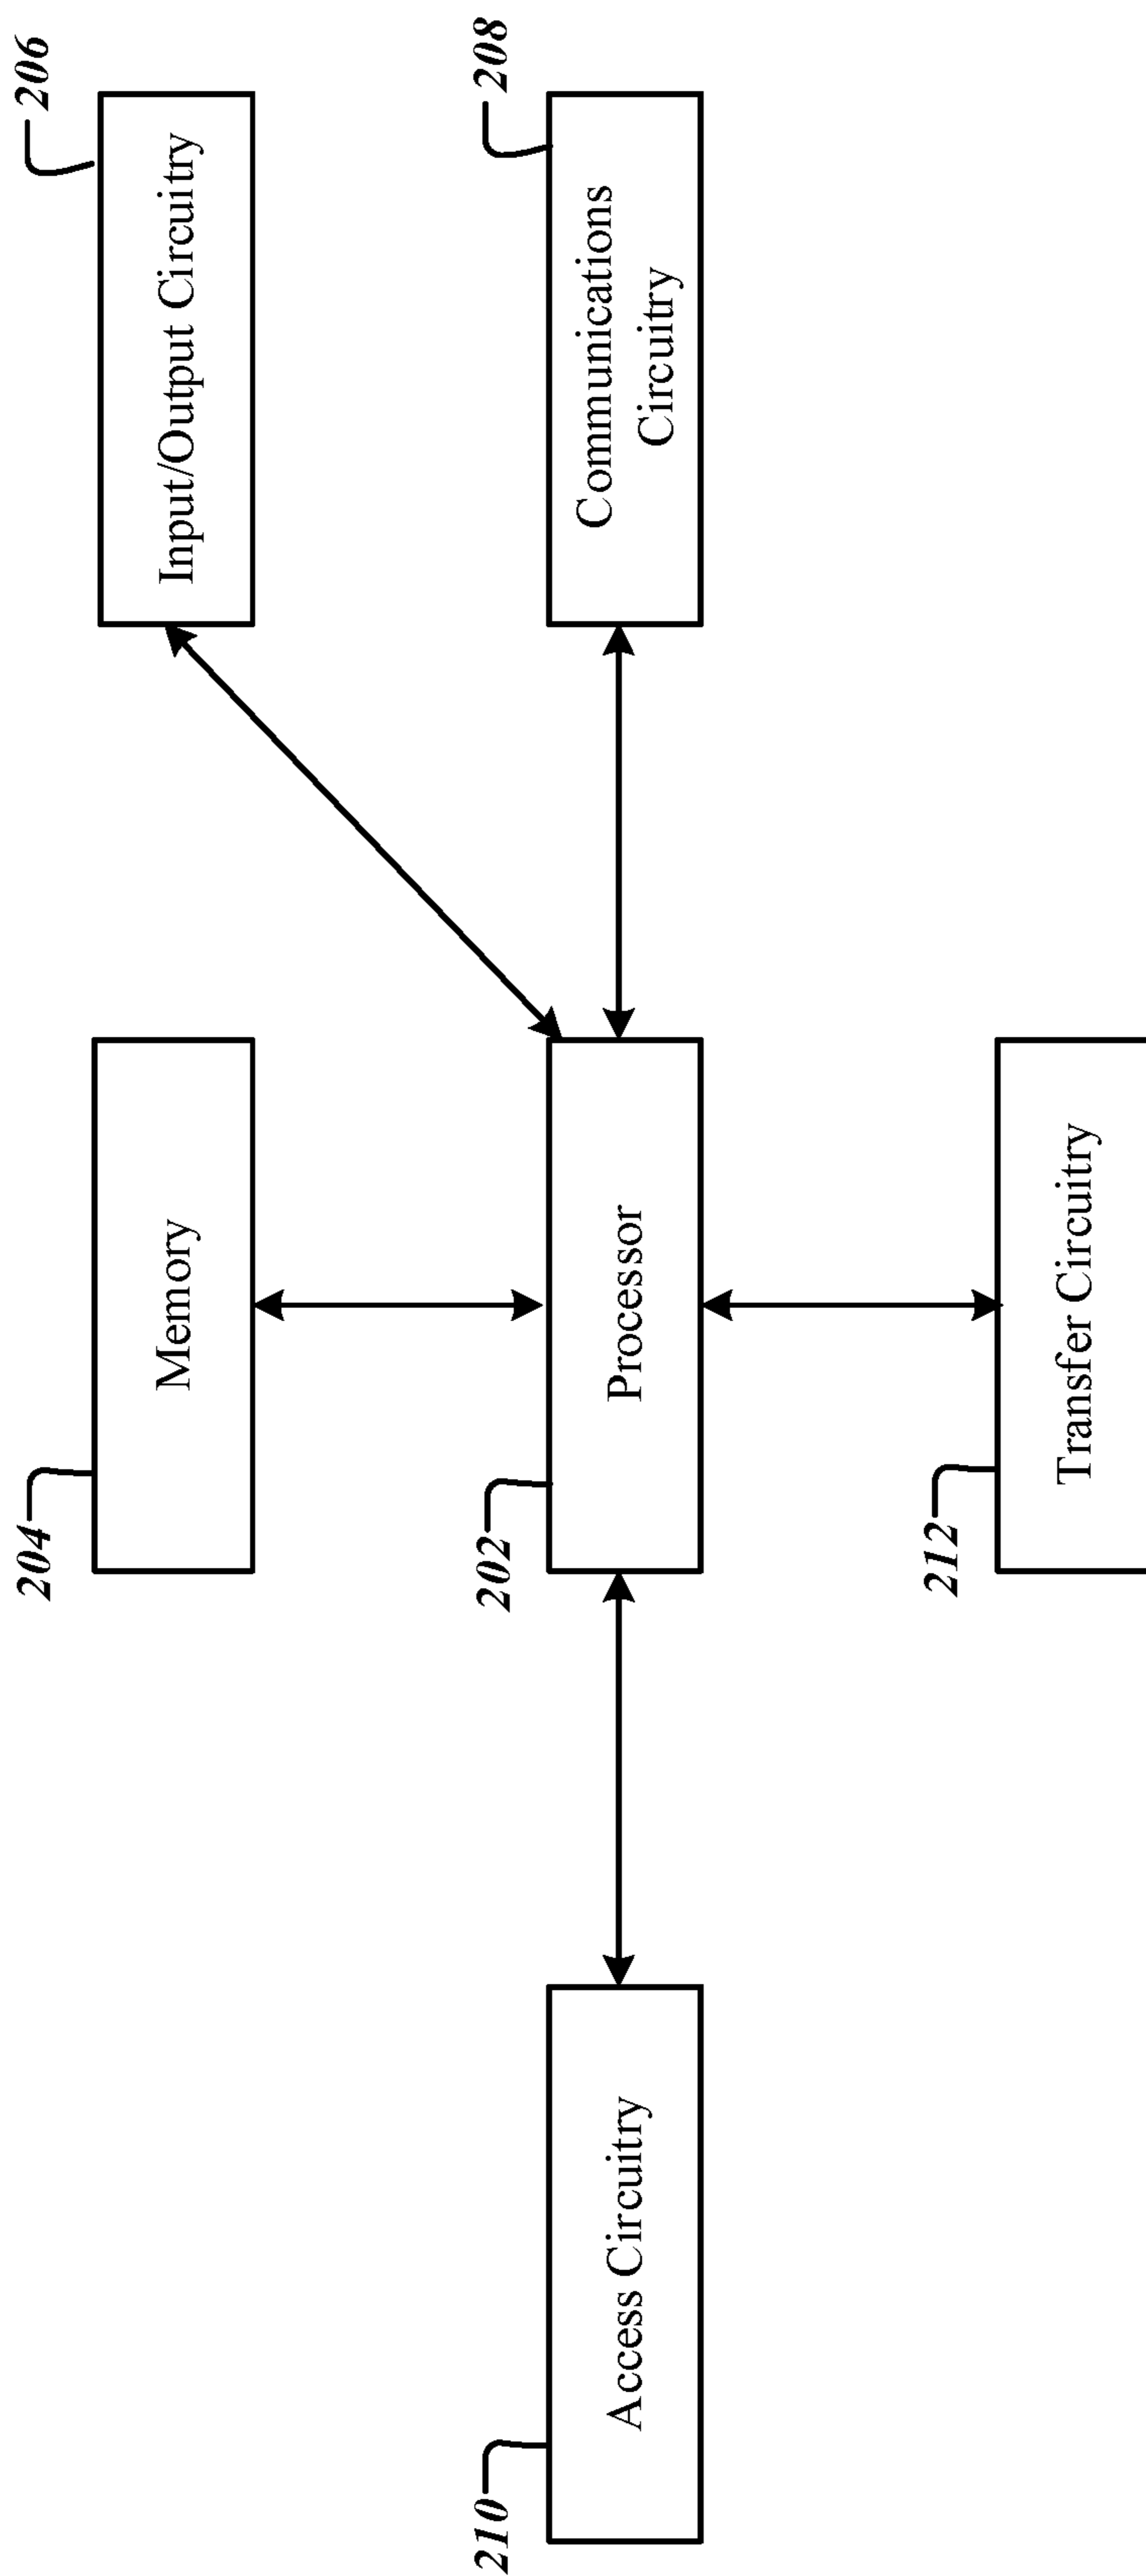 204
Memory
206
Input/Output Circuitry
210
Access Circuitry
202
Processor
208
Communications
Circuitry
212
Transfer Circuitry